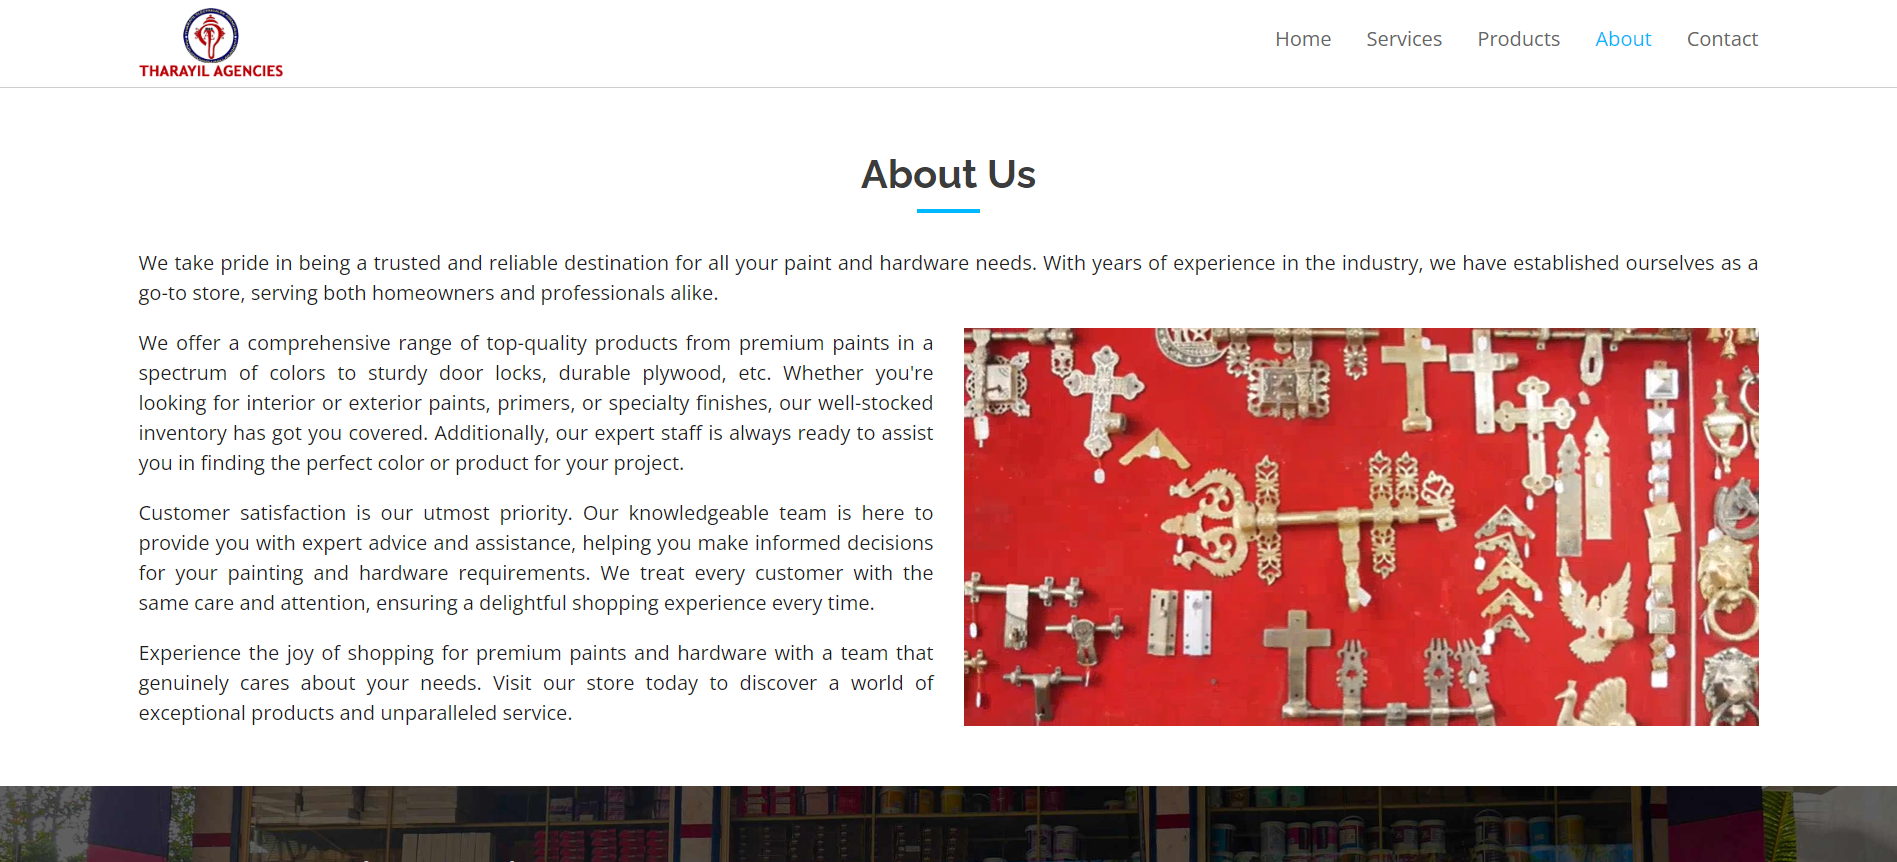 THARAYIL AGENCIES
Home Services Products About Contact
About Us
We take pride in being a trusted and reliable destination for all your paint and hardware needs. With years of experience in the industry, we have established ourselves as a
go-to store, serving both homeowners and professionals alike.
We offer a comprehensive range of top-quality products from premium paints in a
spectrum of colors to sturdy door locks, durable plywood, etc. Whether you're
looking for interior or exterior paints, primers, or specialty finishes, our well-stocked
inventory has got you covered. Additionally, our expert staff is always ready to assist
you in finding the perfect color or product for your project.
Customer satisfaction is our utmost priority. Our knowledgeable team is here to
provide you with expert advice and assistance, helping you make informed decisions
for your painting and hardware requirements. We treat every customer with the
same care and attention, ensuring a delightful shopping experience every time.
Experience the joy of shopping for premium paints and hardware with a team that
genuinely cares about your needs. Visit our store today to discover a world of
exceptional products and unparalleled service.